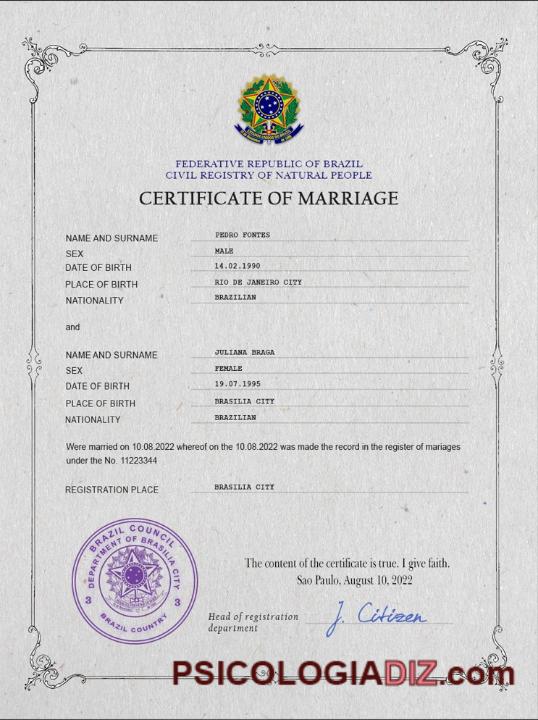 FEDERATIVE REPUBLIC OF BRAZIL
CIVIL REGISTRY OF NATURAL PEOPLE
CERTIFICATE OF MARRIAGE
NAME AND SURNAME PEDRO FONTES
SEX MALE
DATE OF BIRTH 14.02.1990
PLACE OF BIRTH RIO DE JANEIRO CITY
NATIONALITY BRAZILIAN
and
NAME AND SURNAME JULIANA BRAGA
SEX FEMALE
DATE OF BIRTH 19.07.1995
PLACE OF BIRTH BRASILIA CITY
NATIONALITY BRAZILIAN
Were married on 10.08.2022 whereof on the 10.08.2022 was made the record in the register of mariages
under the No. 11223344
REGISTRATION PLACE BRASILIA CITY
BRAZIL COUNCIL
DEPARTMENT OF BRASILIA CITY
3 3
BRAZIL COUNTRY
The content of the certificate is true. I give faith.
Sao Paulo, August 10, 2022
Head of registration J. Citizen
department
PSICOLOGIADIZ.com